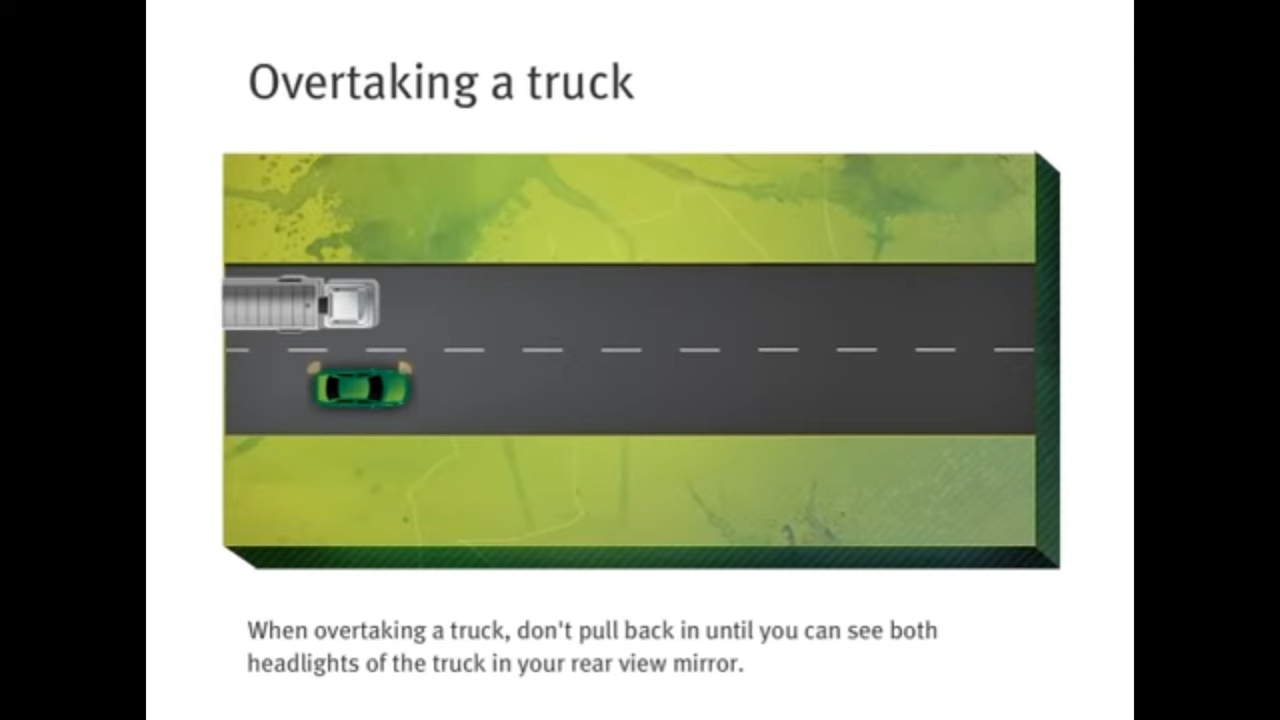 Overtaking a truck
When overtaking a truck, don't pull back in until you can see both
headlights of the truck in your rear view mirror.